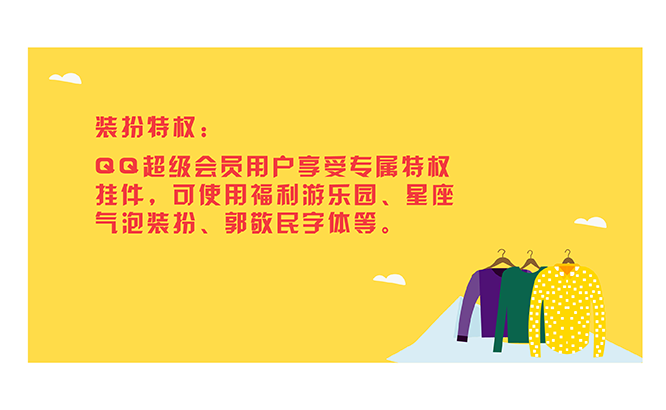 装扮特权：
QQ超级会员用户享受专属特权
挂件，可使用福利游乐园、星座
气泡装扮、郭敬民字体等。